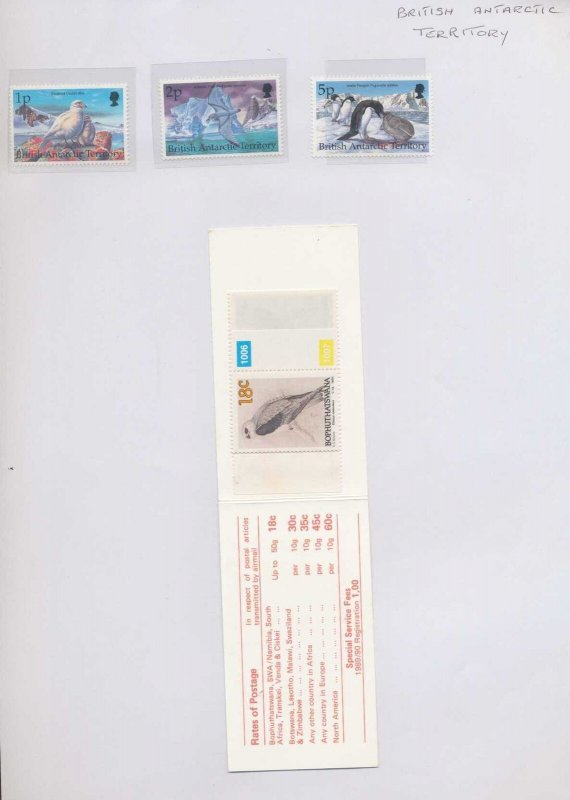 BRITISH ANTARCTIC
TERRITORY
1p
British Antarctic Territory
2p
British Antarctic Territory
5p
British Antarctic Territory
1006
1007
18c
BOPHUTHATSWANA
Rates of Postage
In respect of postal articles
transmitted by airmail
Bophuthatswana, SWA/Namibia, South
Africa, Transkei, Venda & Ciskei ... ... Up to 50g 18c
Botswana, Lesotho, Malawi, Swaziland
& Zimbabwe ... ... ... ... ... ... per 10g 30c
Any other country in Africa ... ... ... per 10g 35c
Any country in Europe ... ... ... ... per 10g 45c
North America ... ... ... ... ... ... per 10g 60c
Special Service Fees
1989/90 Registration 1,00